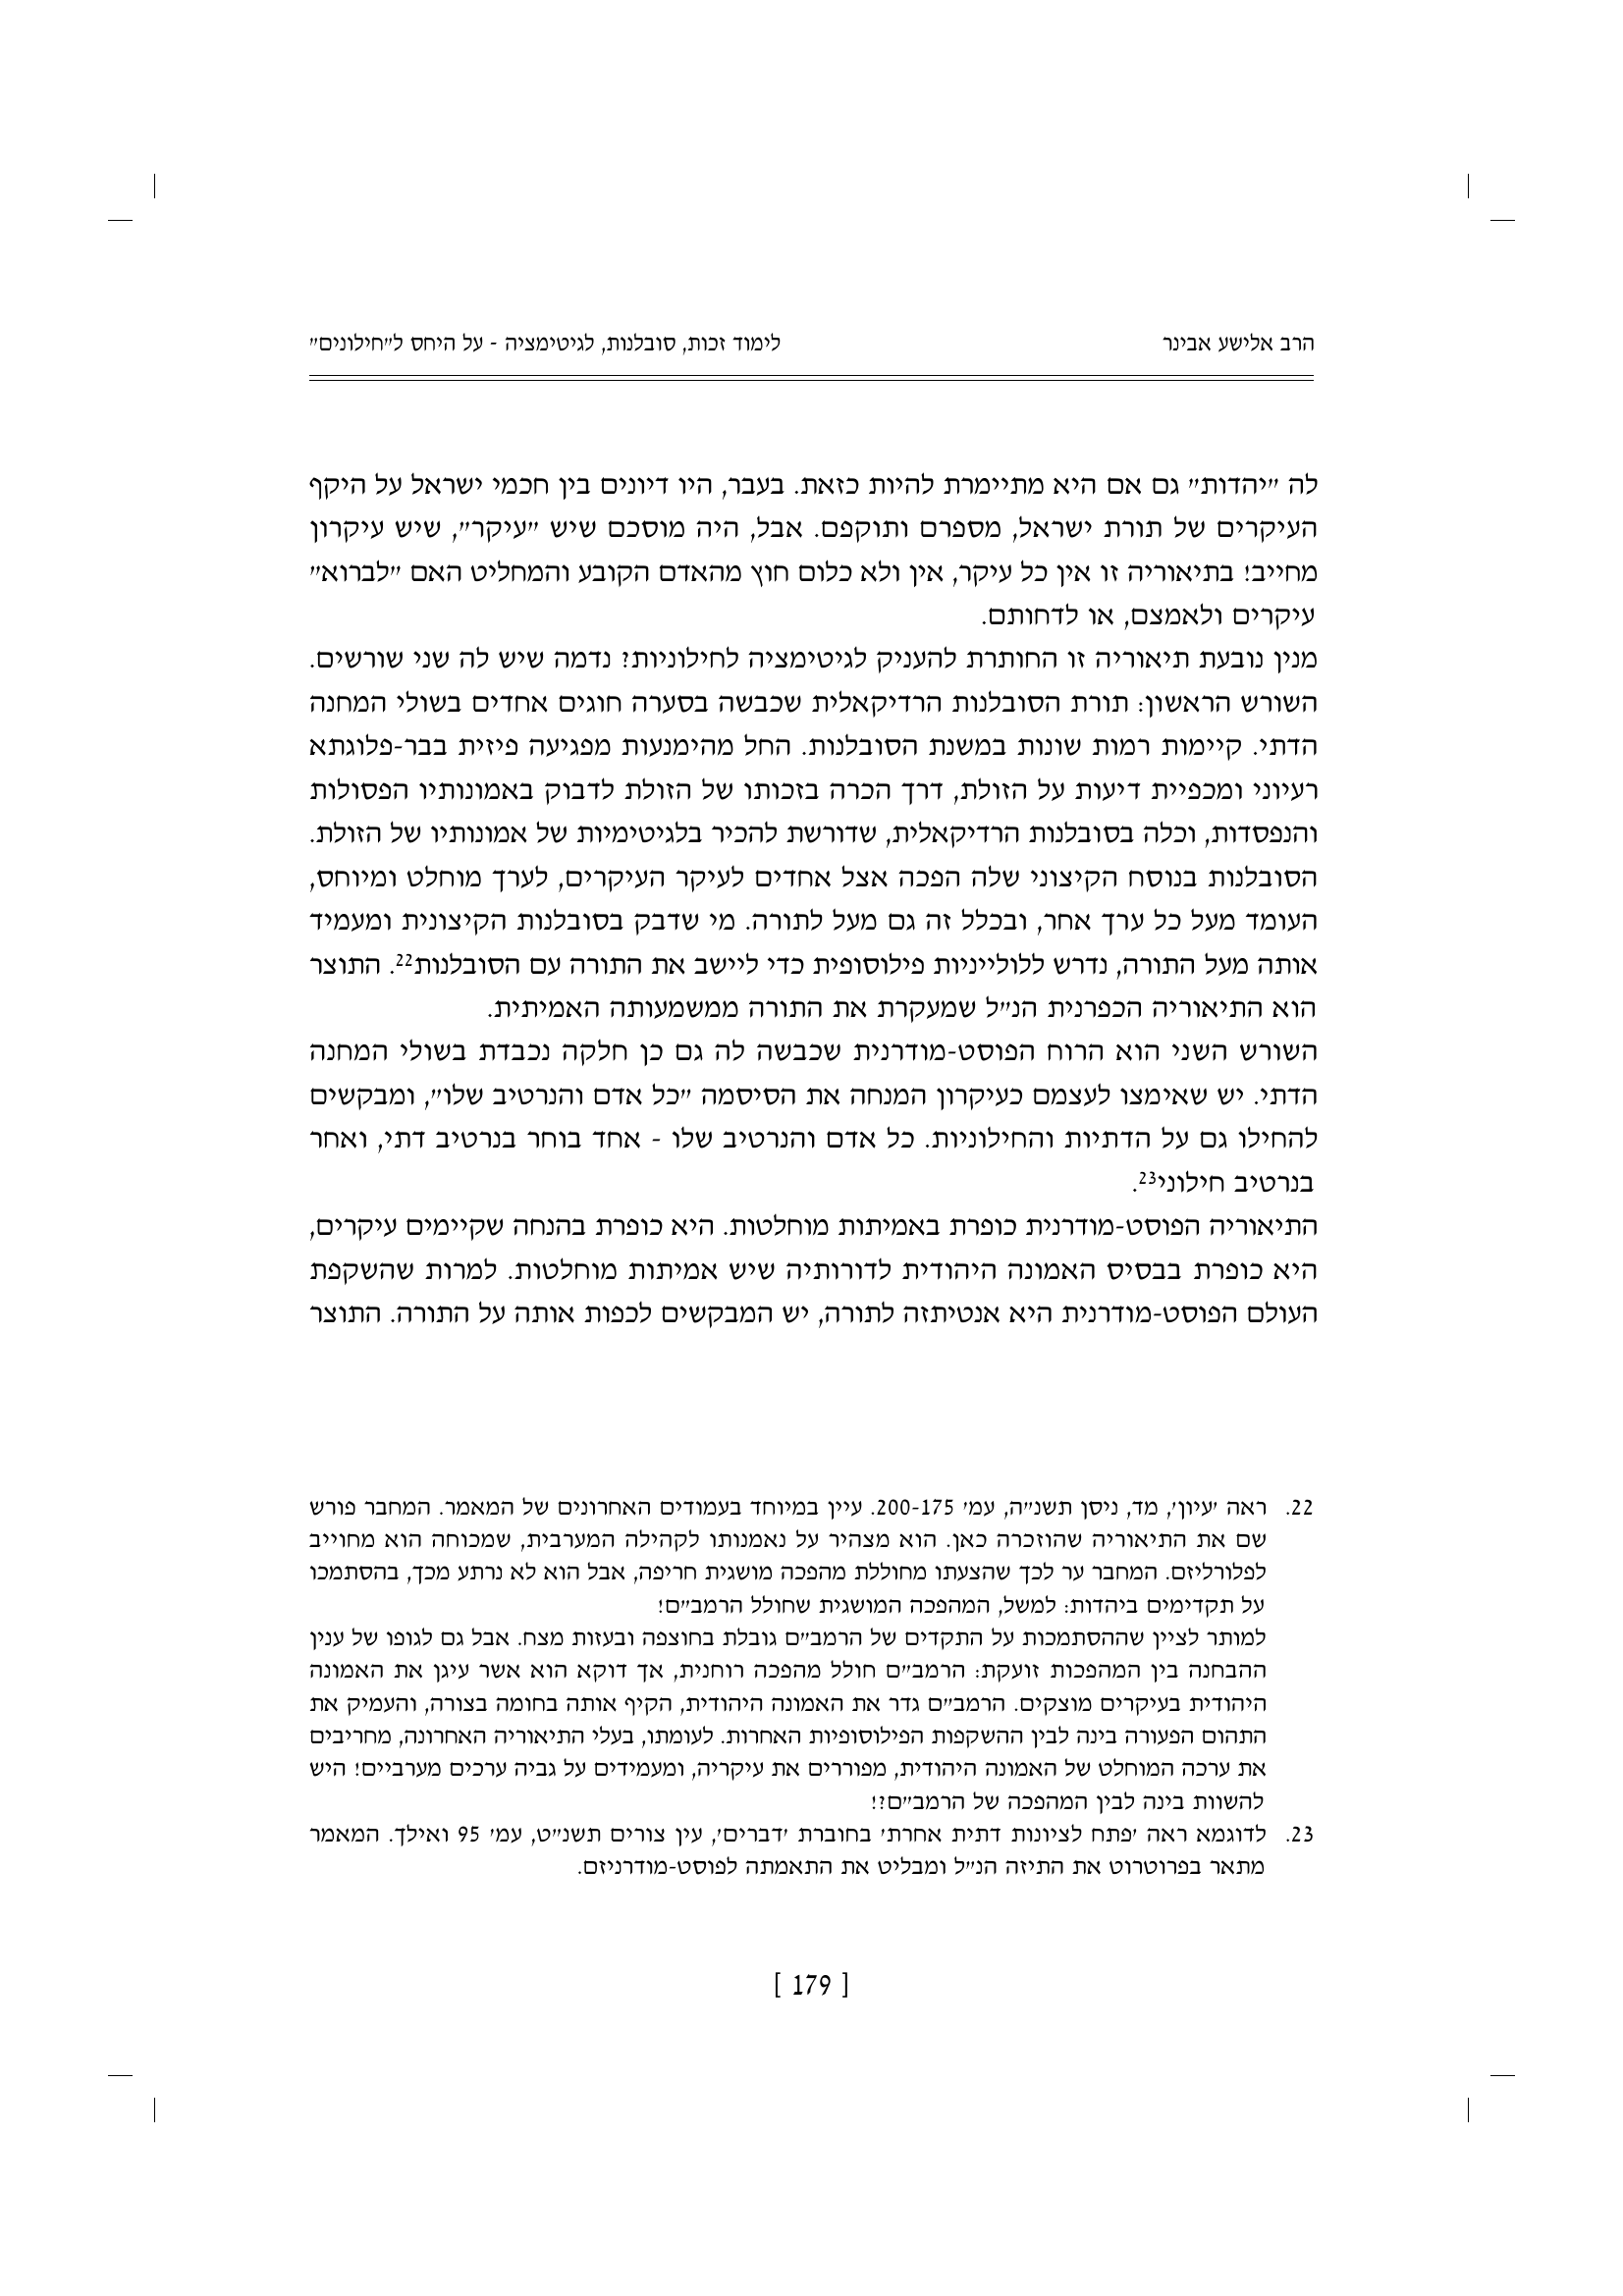 הרב אלישע אבינר
לימוד זכות, סובלנות, לגיטימציה - על היחס ל״חילונים״
לה ״יהדות״ גם אם היא מתיימרת להיות כזאת. בעבר, היו דיונים בין חכמי ישראל על היקף
העיקרים של תורת ישראל, מספרם ותוקפם. אבל, היה מוסכם שיש ״עיקר״, שיש עיקרון
מחייב! בתיאוריה זו אין כל עיקר, אין ולא כלום חוץ מהאדם הקובע והמחליט האם ״לברוא״
עיקרים ולאמצם, או לדחותם.
מנין נובעת תיאוריה זו החותרת להעניק לגיטימציה לחילוניות? נדמה שיש לה שני שורשים.
השורש הראשון: תורת הסובלנות הרדיקאלית שכבשה בסערה חוגים אחדים בשולי המחנה
הדתי. קיימות רמות שונות במשנת הסובלנות. החל מהימנעות מפגיעה פיזית בבר-פלוגתא
רעיוני ומכפיית דיעות על הזולת, דרך הכרה בזכותו של הזולת לדבוק באמונותיו הפסולות
והנפסדות, וכלה בסובלנות הרדיקאלית, שדורשת להכיר בלגיטימיות של אמונותיו של הזולת.
הסובלנות בנוסח הקיצוני שלה הפכה אצל אחדים לעיקר העיקרים, לערך מוחלט ומיוחס,
העומד מעל כל ערך אחר, ובכלל זה גם מעל לתורה. מי שדבק בסובלנות הקיצונית ומעמיד
אותה מעל התורה, נדרש ללולייניות פילוסופית כדי ליישב את התורה עם הסובלנות22. התוצר
הוא התיאוריה הכפרנית הנ״ל שמעקרת את התורה ממשמעותה האמיתית.
השורש השני הוא הרוח הפוסט-מודרנית שכבשה לה גם כן חלקה נכבדת בשולי המחנה
הדתי. יש שאימצו לעצמם כעיקרון המנחה את הסיסמה ״כל אדם והנרטיב שלו״, ומבקשים
להחילו גם על הדתיות והחילוניות. כל אדם והנרטיב שלו - אחד בוחר בנרטיב דתי, ואחר
בנרטיב חילוני23.
התיאוריה הפוסט-מודרנית כופרת באמיתות מוחלטות. היא כופרת בהנחה שקיימים עיקרים,
היא כופרת בבסיס האמונה היהודית לדורותיה שיש אמיתות מוחלטות. למרות שהשקפת
העולם הפוסט-מודרנית היא אנטיתזה לתורה, יש המבקשים לכפות אותה על התורה. התוצר
22. ראה ׳עיון׳, מד, ניסן תשנ״ה, עמ׳ 200-175. עיין במיוחד בעמודים האחרונים של המאמר. המחבר פורש
שם את התיאוריה שהוזכרה כאן. הוא מצהיר על נאמנותו לקהילה המערבית, שמכוחה הוא מחוייב
לפלורליזם. המחבר ער לכך שהצעתו מחוללת מהפכה מושגית חריפה, אבל הוא לא נרתע מכך, בהסתמכו
על תקדימים ביהדות: למשל, המהפכה המושגית שחולל הרמב״ם!
למותר לציין שההסתמכות על התקדים של הרמב״ם גובלת בחוצפה ובעזות מצח. אבל גם לגופו של ענין
ההבחנה בין המהפכות זועקת: הרמב״ם חולל מהפכה רוחנית, אך דוקא הוא אשר עיגן את האמונה
היהודית בעיקרים מוצקים. הרמב״ם גדר את האמונה היהודית, הקיף אותה בחומה בצורה, והעמיק את
התהום הפעורה בינה לבין ההשקפות הפילוסופיות האחרות. לעומתו, בעלי התיאוריה האחרונה, מחריבים
את ערכה המוחלט של האמונה היהודית, מפוררים את עיקריה, ומעמידים על גביה ערכים מערביים! היש
להשוות בינה לבין המהפכה של הרמב״ם?!
23. לדוגמא ראה ׳פתח לציונות דתית אחרת׳ בחוברת ׳דברים׳, עין צורים תשנ״ט, עמ׳ 95 ואילך. המאמר
מתאר בפרוטרוט את התיזה הנ״ל ומבליט את התאמתה לפוסט-מודרניזם.
[ 179 ]